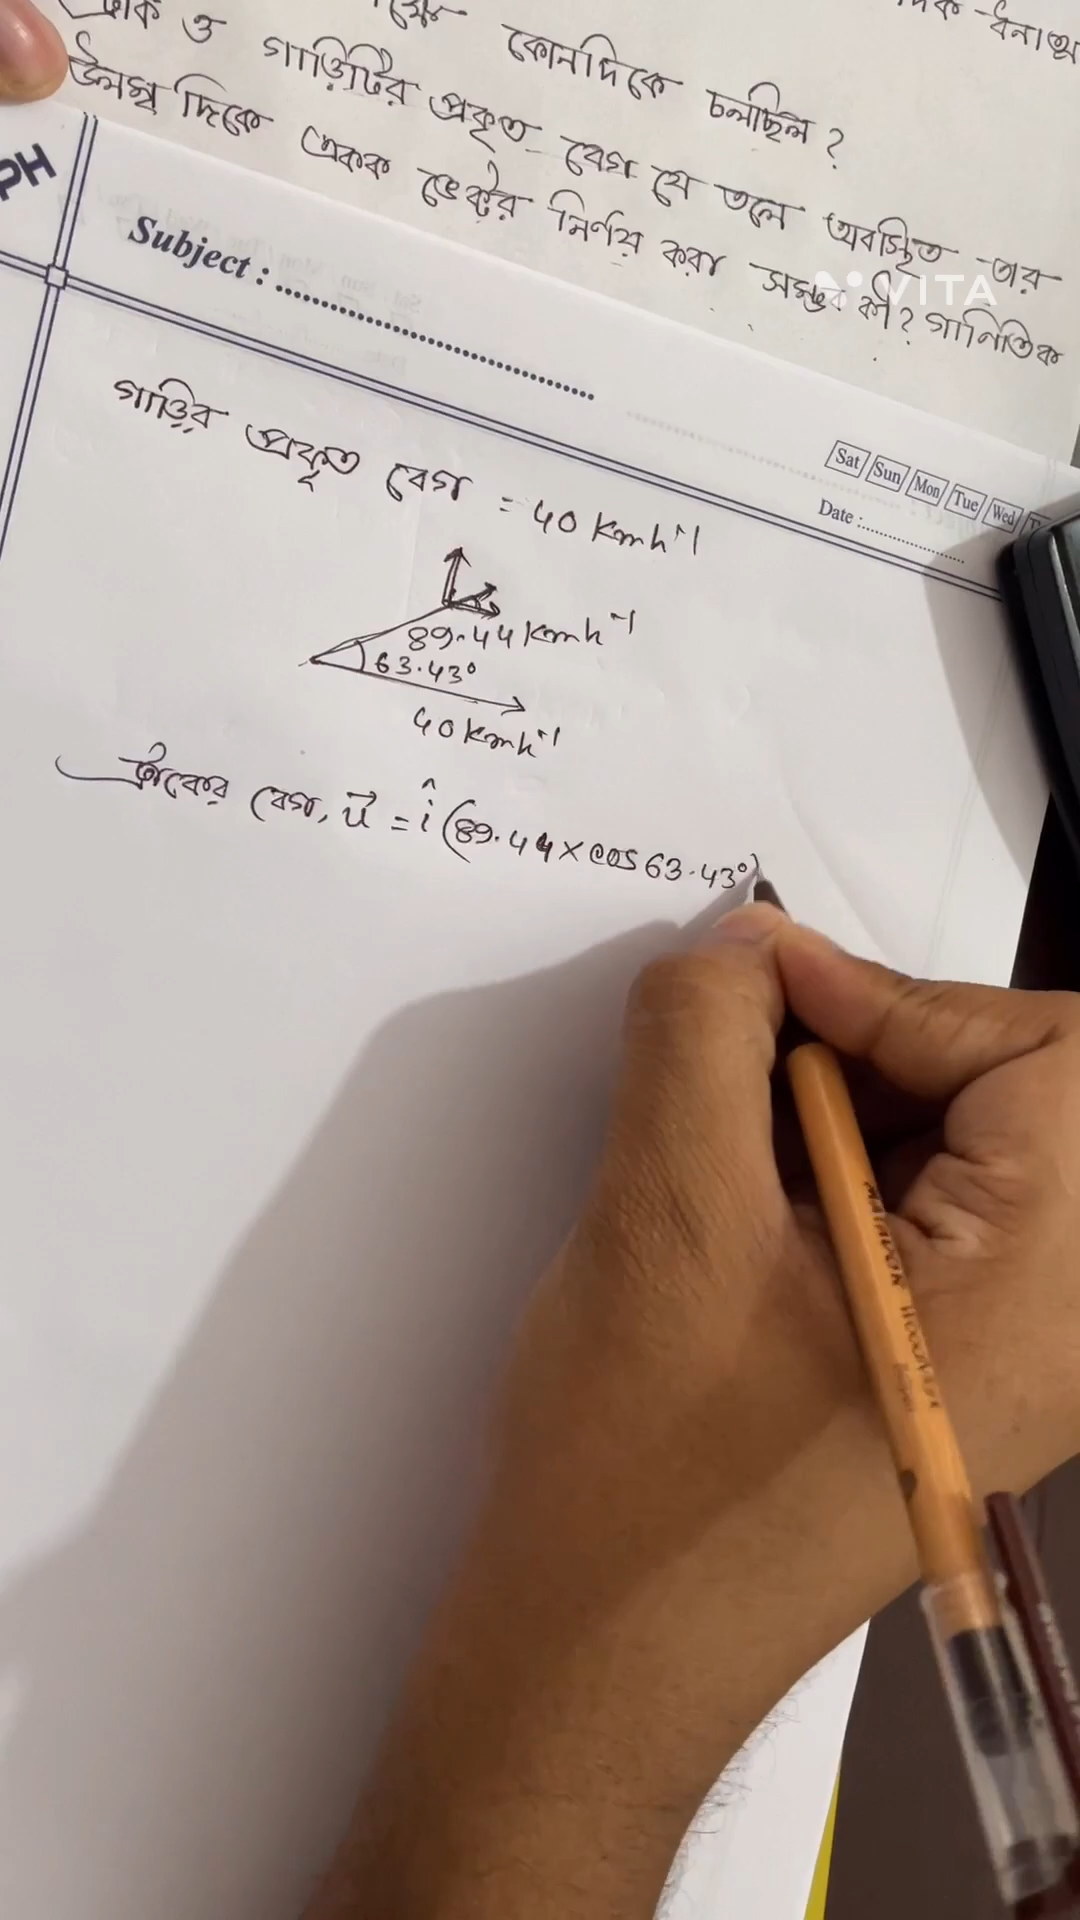 দিক ধনাত্ম
ট্রাক ও গাড়িটির প্রকৃত বেগ যে তলে অবস্থিত তার
কোনদিকে চলছিল?
উলম্ব দিকে একক ভেক্টর নির্ণয় করা সম্ভব কী? গাণিতিক
VITA
PH
Subject :
Sat Sun Mon Tue Wed
Date :
গাড়ির প্রকৃত বেগ = 40 kmh⁻¹
89.44 kmh⁻¹
63.43°
40 kmh⁻¹
ট্রাকের বেগ, u⃗ = î (89.44 × cos 63.43°)